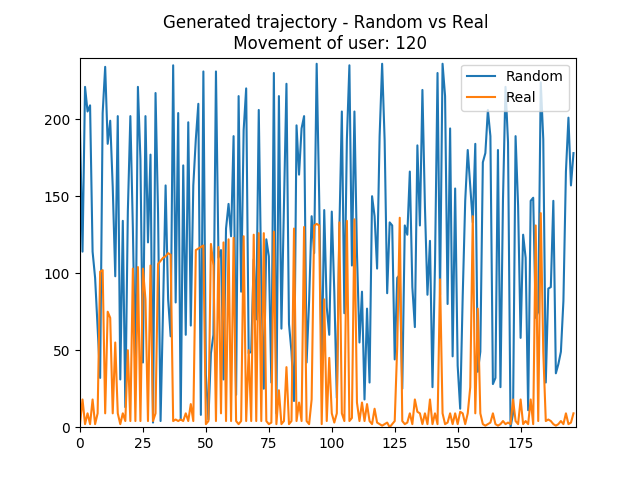 Generated trajectory - Random vs Real
Movement of user: 120
Random
Real
200
150
100
50
0
0 25 50 75 100 125 150 175